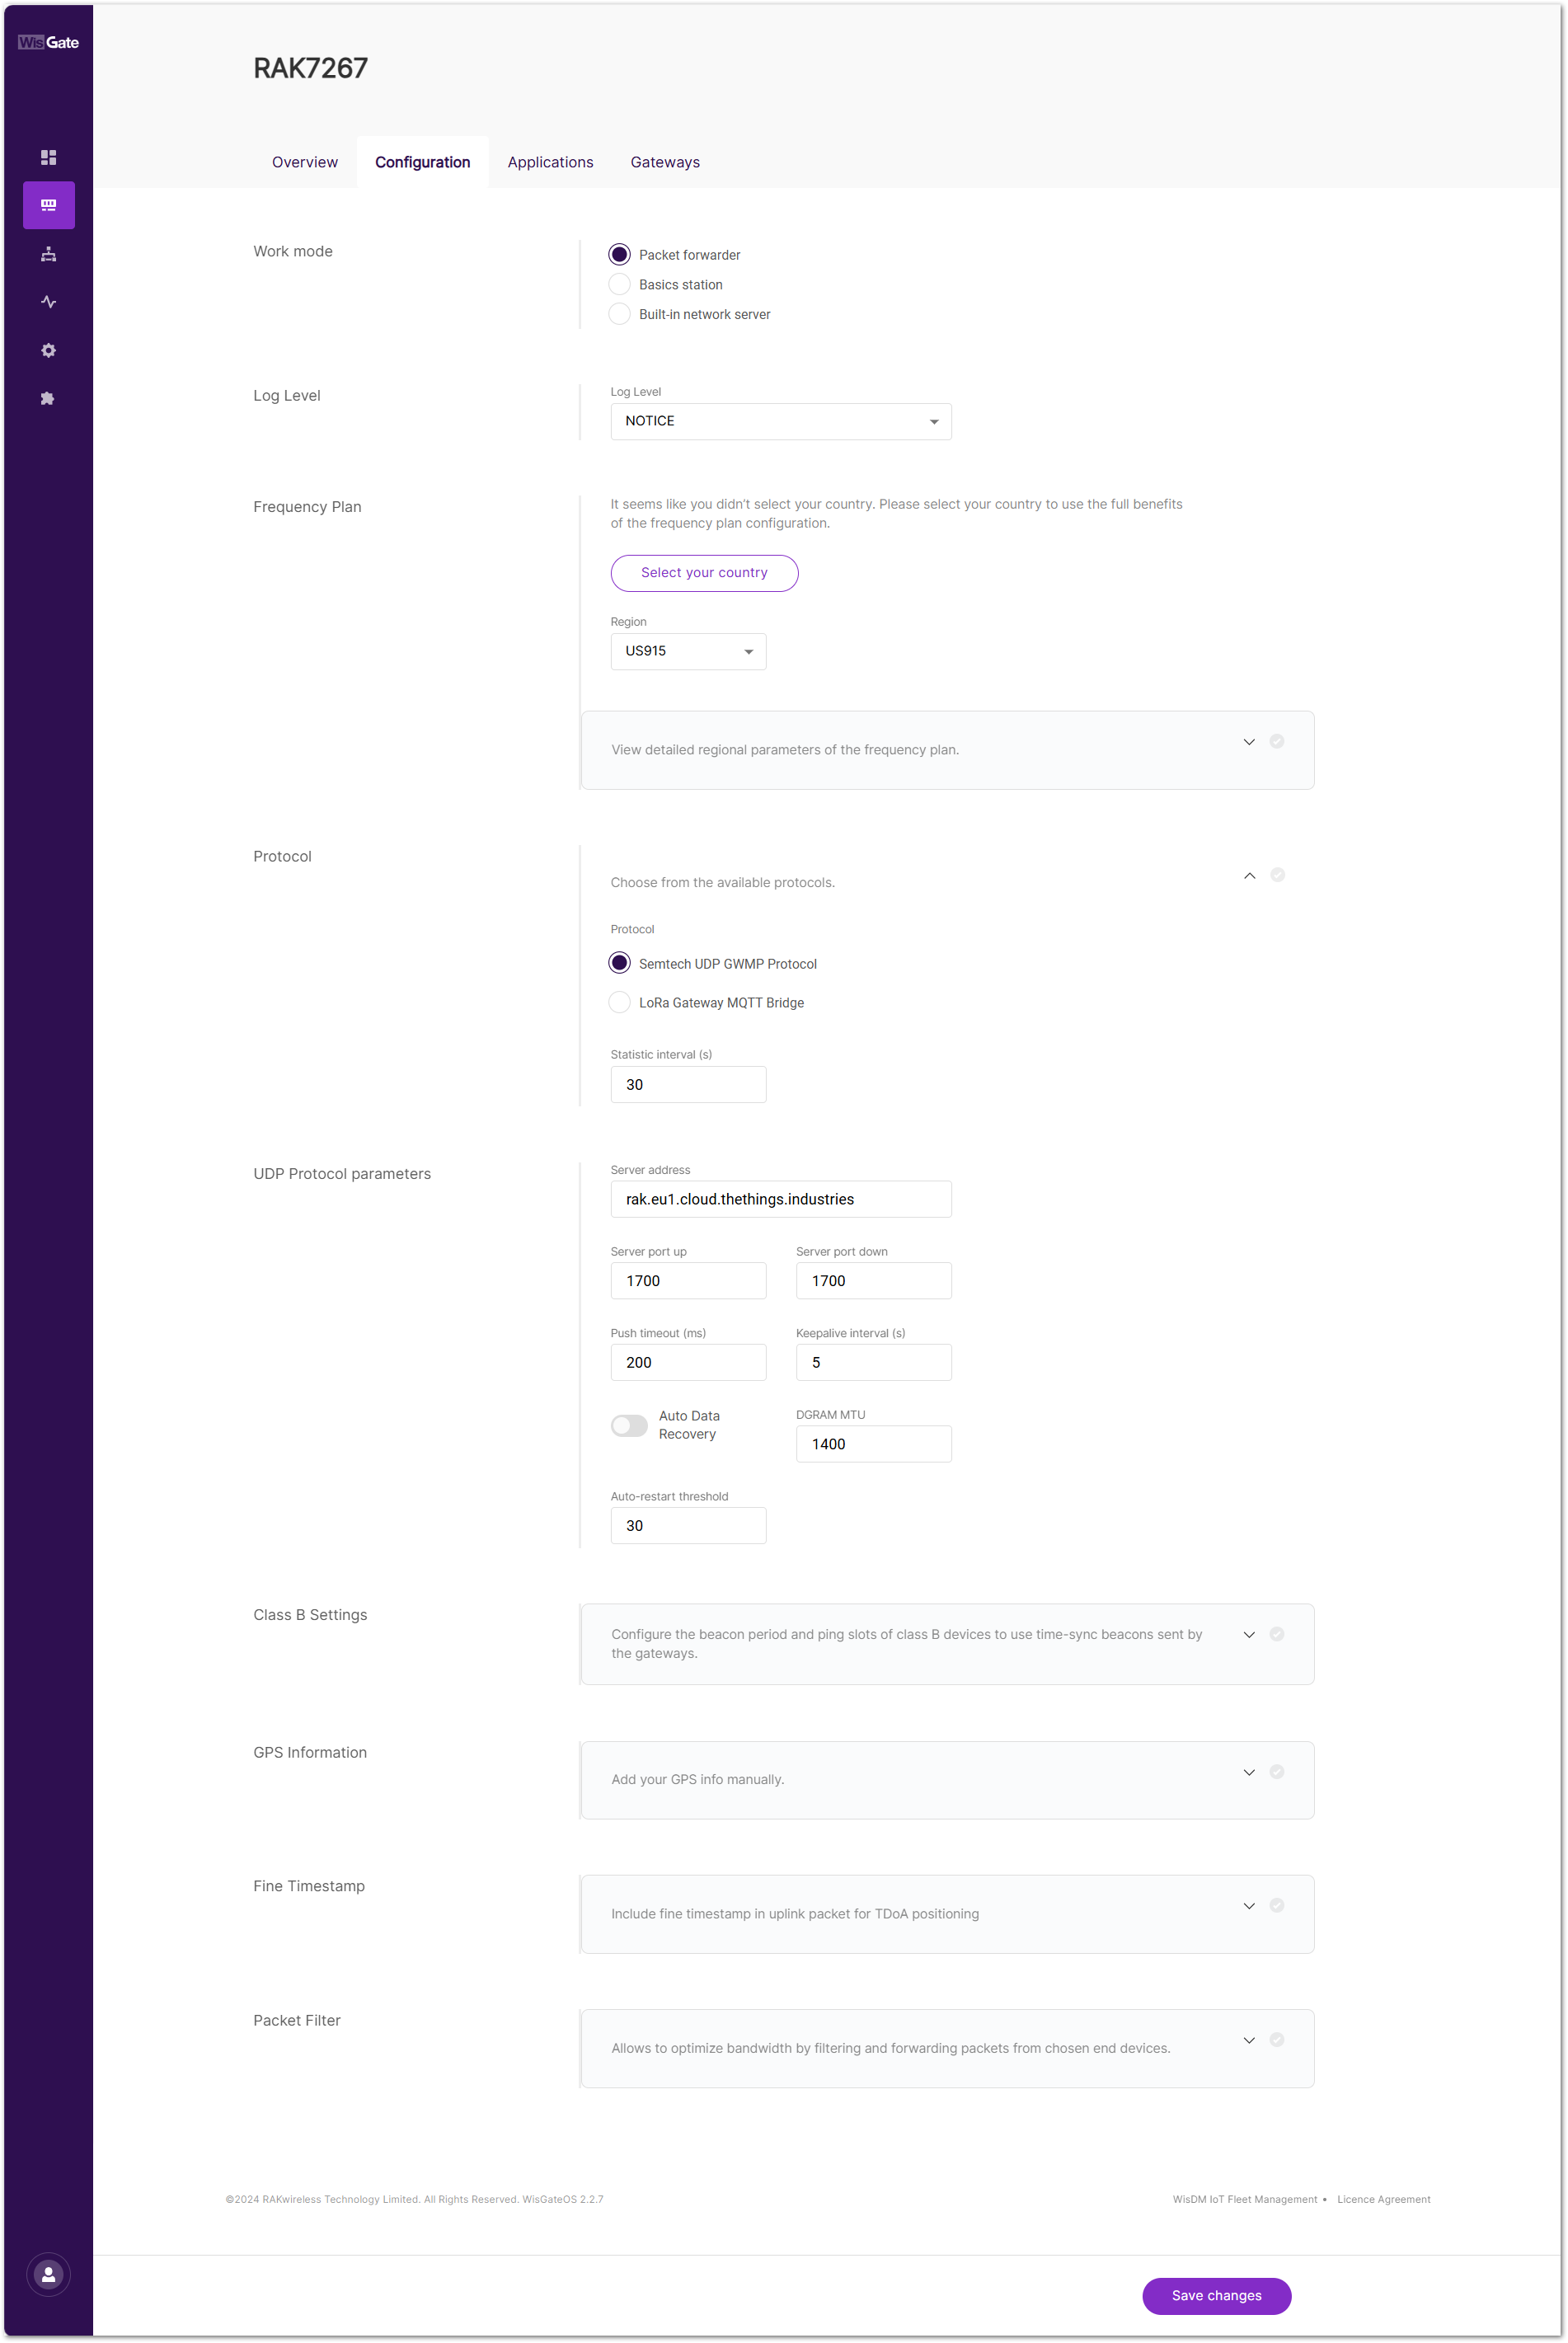 WisGate
RAK7267
Overview
Configuration
Applications
Gateways
Work mode
Packet forwarder
Basics station
Built-in network server
Log Level
Log Level
NOTICE
Frequency Plan
It seems like you didn’t select your country. Please select your country to use the full benefits
of the frequency plan configuration.
Select your country
Region
US915
View detailed regional parameters of the frequency plan.
Protocol
Choose from the available protocols.
Protocol
Semtech UDP GWMP Protocol
LoRa Gateway MQTT Bridge
Statistic interval (s)
30
UDP Protocol parameters
Server address
rak.eu1.cloud.thethings.industries
Server port up
Server port down
1700
1700
Push timeout (ms)
Keepalive interval (s)
200
5
Auto Data
Recovery
DGRAM MTU
1400
Auto-restart threshold
30
Class B Settings
Configure the beacon period and ping slots of class B devices to use time-sync beacons sent by
the gateways.
GPS Information
Add your GPS info manually.
Fine Timestamp
Include fine timestamp in uplink packet for TDoA positioning
Packet Filter
Allows to optimize bandwidth by filtering and forwarding packets from chosen end devices.
©2024 RAKwireless Technology Limited. All Rights Reserved. WisGateOS 2.2.7
WisDM IoT Fleet Management • Licence Agreement
Save changes